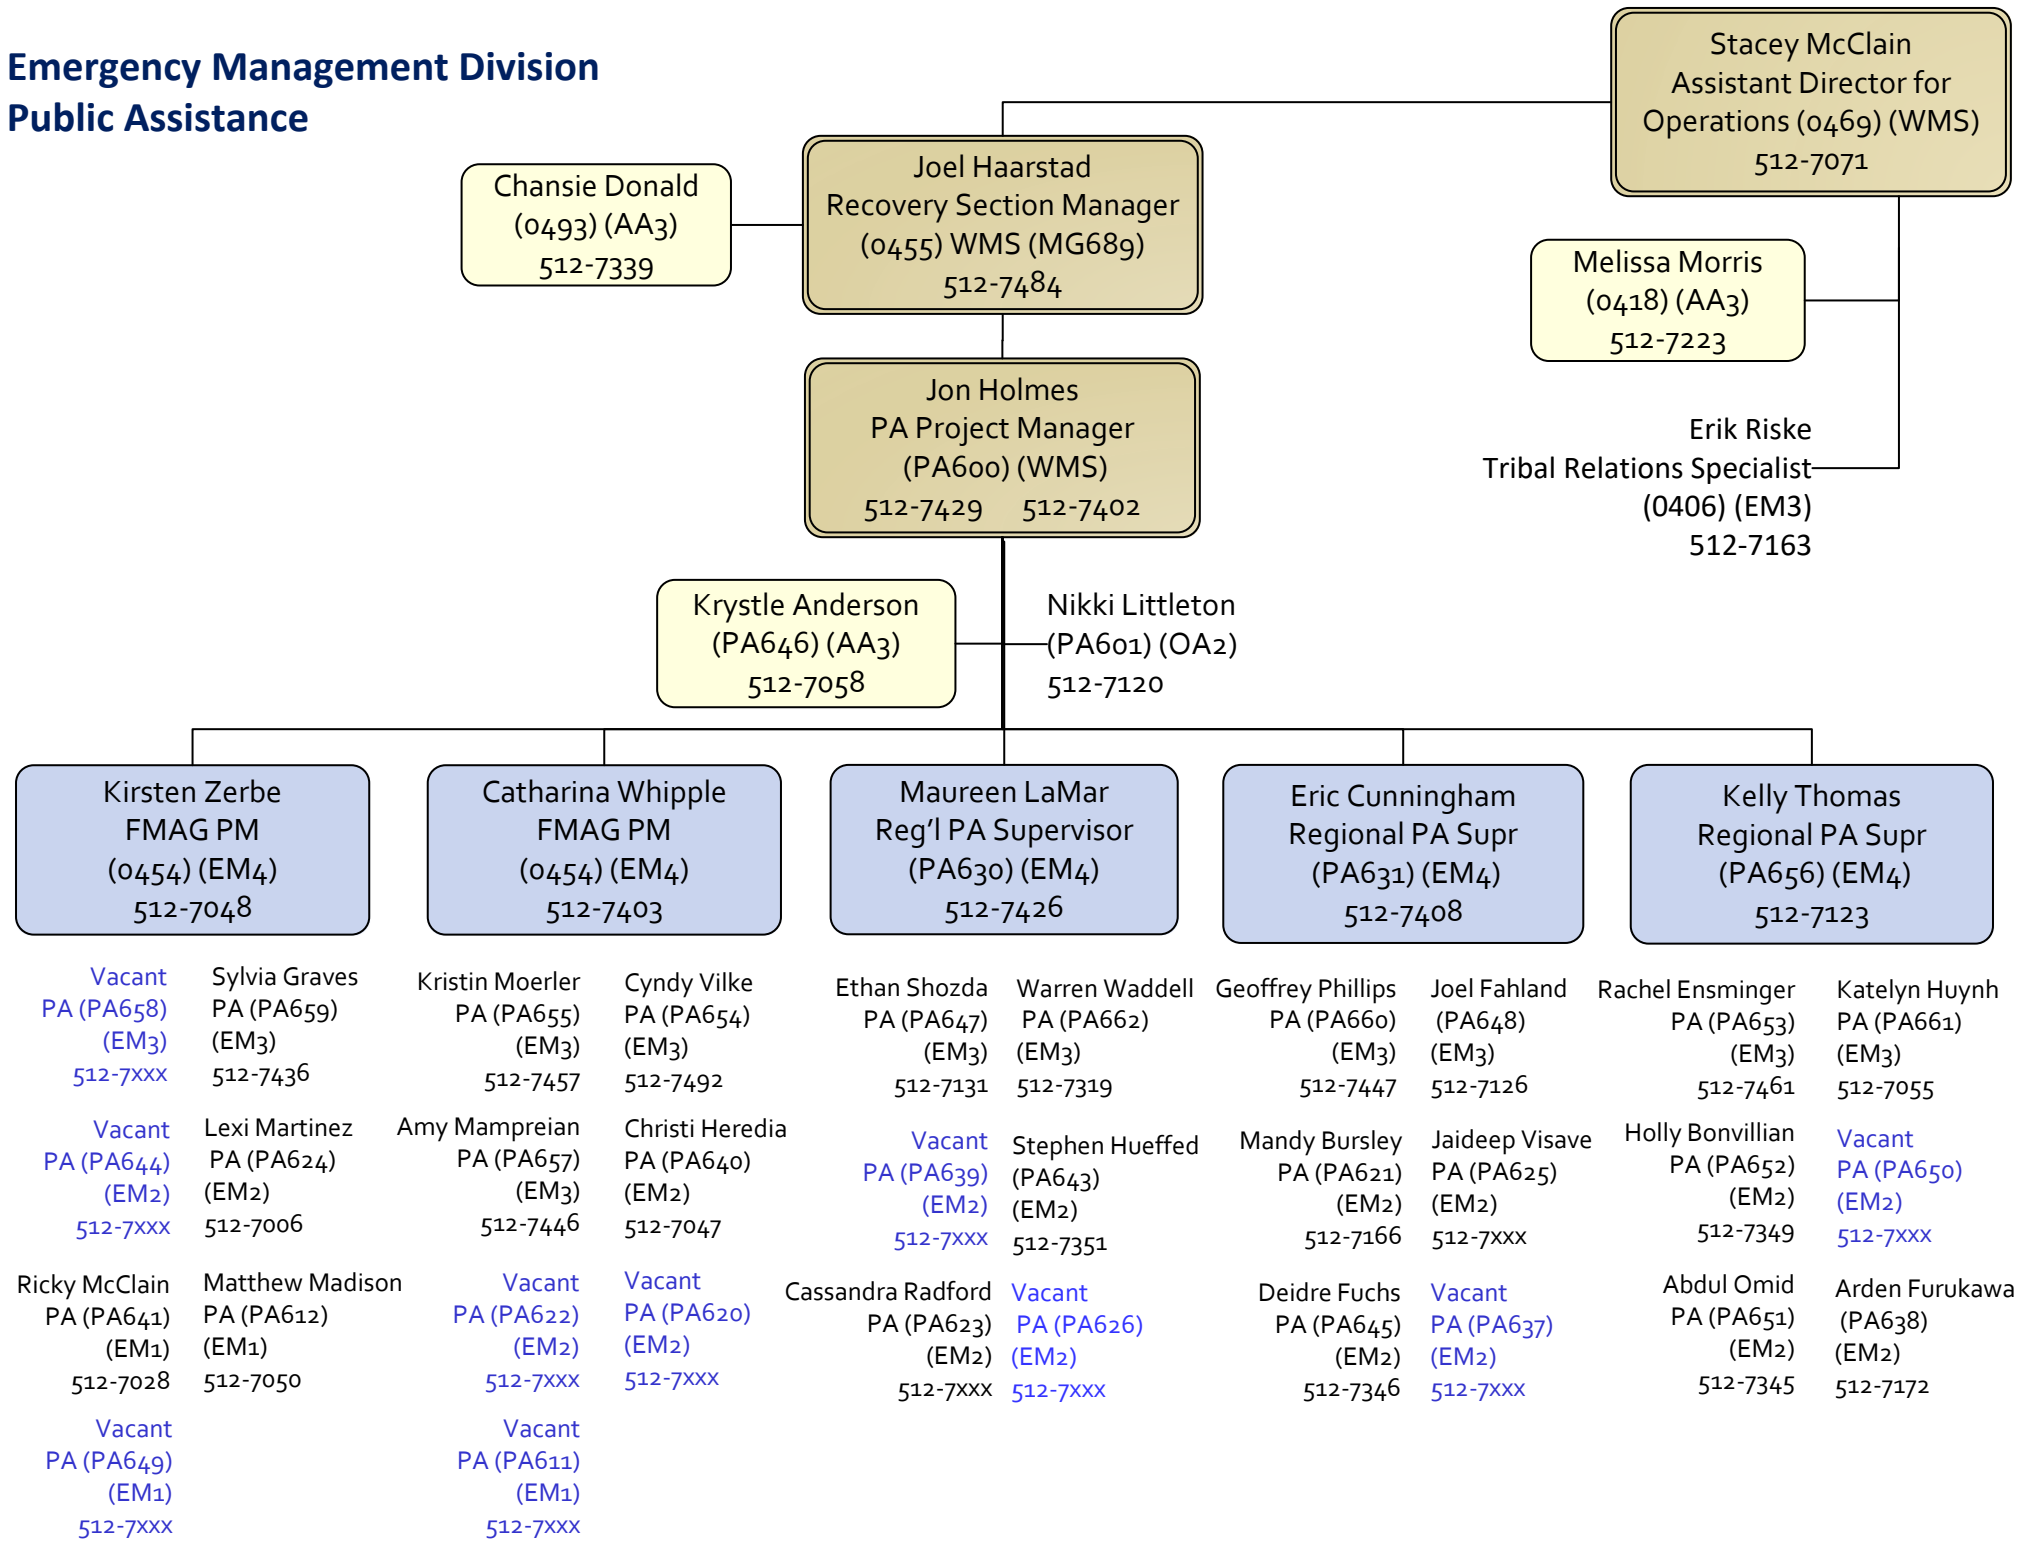 Emergency Management Division
Public Assistance
Stacey McClain
Assistant Director for
Operations (0469) (WMS)
512-7071
Joel Haarstad
Recovery Section Manager
(0455) WMS (MG689)
512-7484
Chansie Donald
(0493) (AA3)
512-7339
Melissa Morris
(0418) (AA3)
512-7223
Jon Holmes
PA Project Manager
(PA600) (WMS)
512-7429 512-7402
Erik Riske
Tribal Relations Specialist
(0406) (EM3)
512-7163
Krystle Anderson
(PA646) (AA3)
512-7058
Nikki Littleton
(PA601) (OA2)
512-7120
Kirsten Zerbe
FMAG PM
(0454) (EM4)
512-7048
Catharina Whipple
FMAG PM
(0454) (EM4)
512-7403
Maureen LaMar
Reg’l PA Supervisor
(PA630) (EM4)
512-7426
Eric Cunningham
Regional PA Supr
(PA631) (EM4)
512-7408
Kelly Thomas
Regional PA Supr
(PA656) (EM4)
512-7123
Vacant
PA (PA658)
(EM3)
512-7xxx
Sylvia Graves
PA (PA659)
(EM3)
512-7436
Kristin Moerler
PA (PA655)
(EM3)
512-7457
Cyndy Vilke
PA (PA654)
(EM3)
512-7492
Ethan Shozda
PA (PA647)
(EM3)
512-7131
Warren Waddell
PA (PA662)
(EM3)
512-7319
Geoffrey Phillips
PA (PA660)
(EM3)
512-7447
Joel Fahland
(PA648)
(EM3)
512-7126
Rachel Ensminger
PA (PA653)
(EM3)
512-7461
Katelyn Huynh
PA (PA661)
(EM3)
512-7055
Vacant
PA (PA644)
(EM2)
512-7xxx
Lexi Martinez
PA (PA624)
(EM2)
512-7006
Amy Mampreian
PA (PA657)
(EM3)
512-7446
Christi Heredia
PA (PA640)
(EM2)
512-7047
Vacant
PA (PA639)
(EM2)
512-7xxx
Stephen Hueffed
(PA643)
(EM2)
512-7351
Mandy Bursley
PA (PA621)
(EM2)
512-7166
Jaideep Visave
PA (PA625)
(EM2)
512-7xxx
Holly Bonvillian
PA (PA652)
(EM2)
512-7349
Vacant
PA (PA650)
(EM2)
512-7xxx
Ricky McClain
PA (PA641)
(EM1)
512-7028
Matthew Madison
PA (PA612)
(EM1)
512-7050
Vacant
PA (PA622)
(EM2)
512-7xxx
Vacant
PA (PA620)
(EM2)
512-7xxx
Cassandra Radford
PA (PA623)
(EM2)
512-7xxx
Vacant
PA (PA626)
(EM2)
512-7xxx
Deidre Fuchs
PA (PA645)
(EM2)
512-7346
Vacant
PA (PA637)
(EM2)
512-7xxx
Abdul Omid
PA (PA651)
(EM2)
512-7345
Arden Furukawa
(PA638)
(EM2)
512-7172
Vacant
PA (PA649)
(EM1)
512-7xxx
Vacant
PA (PA611)
(EM1)
512-7xxx